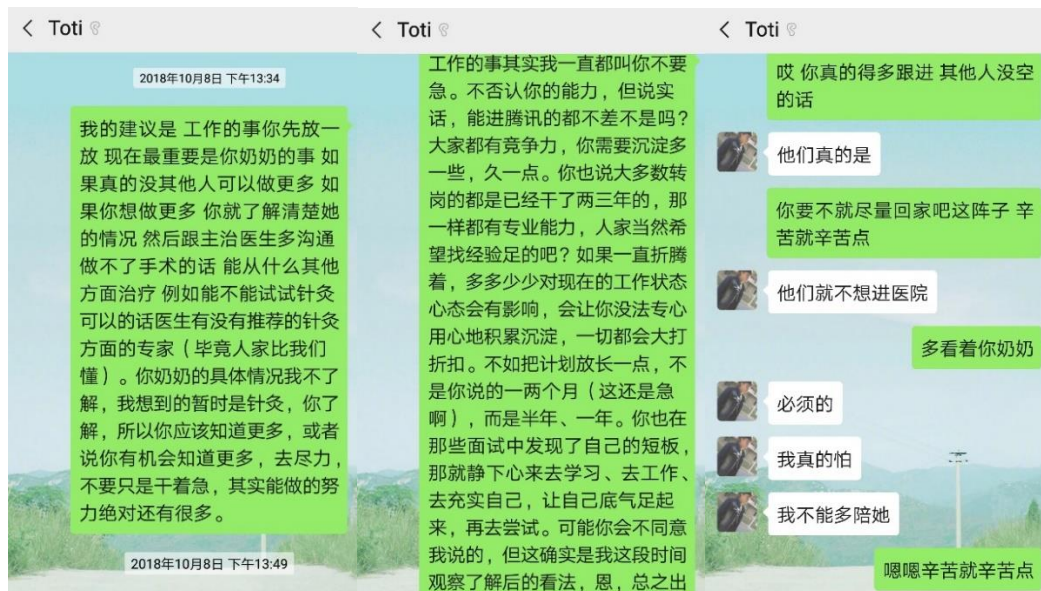 Toti
2018年10月8日 下午13:34
我的建议是 工作的事你先放一
放 现在最重要是你奶奶的事 如
果真的没其他人可以做更多 如
果你想做更多 你就了解清楚她
的情况 然后跟主治医生多沟通
做不了手术的话 能从什么其他
方面治疗 例如能不能试试针灸
可以的话医生有没有推荐的针灸
方面的专家（毕竟人家比我们
懂）。你奶奶的具体情况我不了
解，我想到的暂时是针灸，你了
解，所以你应该知道更多，或者
说你有机会知道更多，去尽力，
不要只是干着急，其实能做的努
力绝对还有很多。
2018年10月8日 下午13:49
Toti
工作的事其实我一直都叫你不要
急。不否认你的能力，但说实
话，能进腾讯的都不差不是吗？
大家都有竞争力，你需要沉淀多
一些，久一点。你也说大多数转
岗的都是已经干了两三年的，那
一样都有专业能力，人家当然希
望找经验足的吧？如果一直折腾
着，多多少少对现在的工作状态
心态会有影响，会让你没法专心
用心地积累沉淀，一切都会大打
折扣。不如把计划放长一点，不
是你说的一两个月（这还是急
啊），而是半年、一年。你也在
那些面试中发现了自己的短板，
那就静下心来去学习、去工作、
去充实自己，让自己底气足起
来，再去尝试。可能你会不同意
我说的，但这确实是我这段时间
观察了解后的看法，恩，总之出
Toti
哎 你真的得多跟进 其他人没空
的话
他们真的是
你要不就尽量回家吧这阵子 辛
苦就辛苦点
他们就不想进医院
多看着你奶奶
必须的
我真的怕
我不能多陪她
嗯嗯辛苦就辛苦点